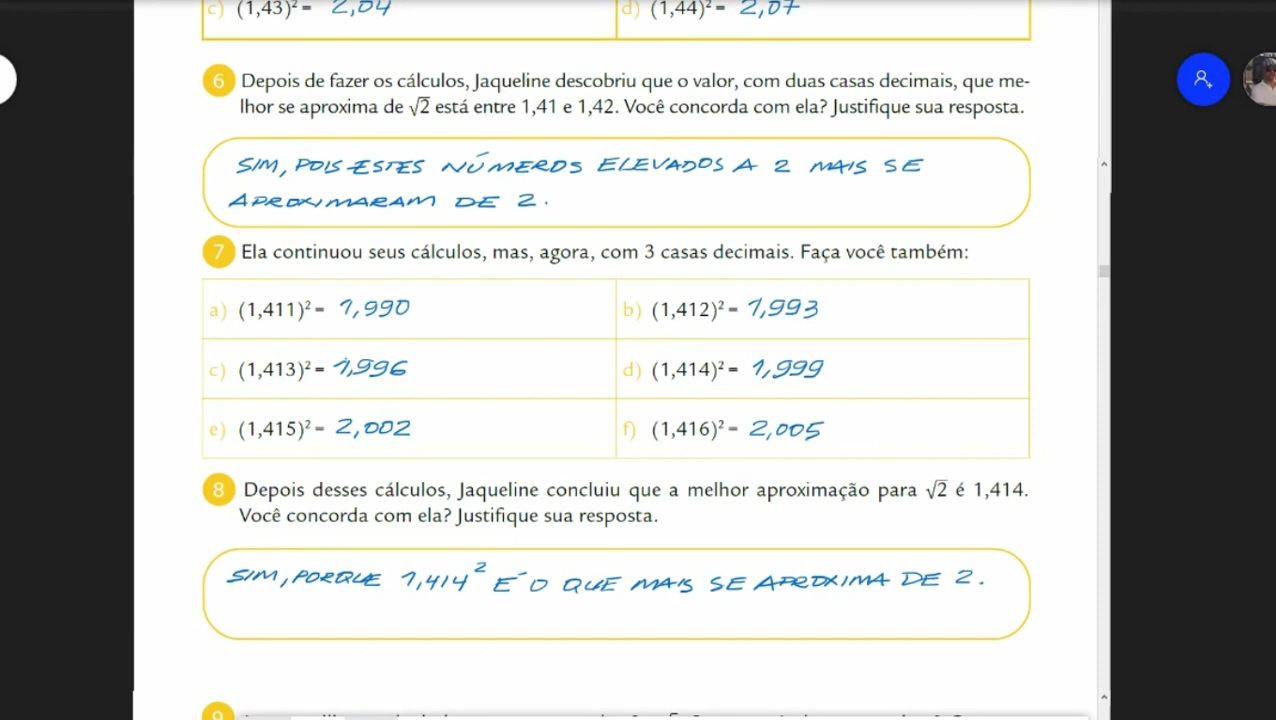 c) (1,43)² = 2,04
d) (1,44)² = 2,07
6 Depois de fazer os cálculos, Jaqueline descobriu que o valor, com duas casas decimais, que me-
lhor se aproxima de √2 está entre 1,41 e 1,42. Você concorda com ela? Justifique sua resposta.
SIM, POIS ESTES NÚMEROS ELEVADOS A 2 MAIS SE
APROXIMARAM DE 2.
7 Ela continuou seus cálculos, mas, agora, com 3 casas decimais. Faça você também:
a) (1,411)² = 1,990
b) (1,412)² = 1,993
c) (1,413)² = 1,996
d) (1,414)² = 1,999
e) (1,415)² = 2,002
f) (1,416)² = 2,005
8 Depois desses cálculos, Jaqueline concluiu que a melhor aproximação para √2 é 1,414.
Você concorda com ela? Justifique sua resposta.
SIM, PORQUE 1,414² É O QUE MAIS SE APROXIMA DE 2.
9